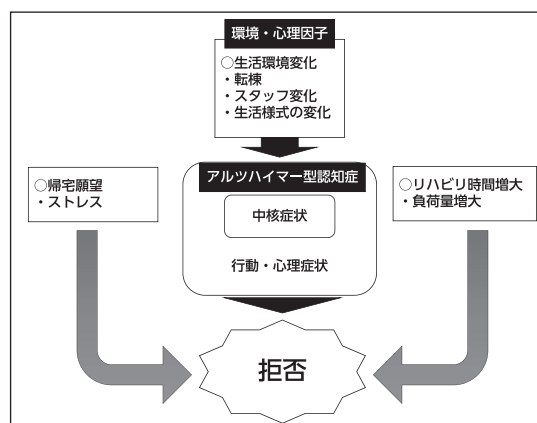 環境・心理因子
○生活環境変化
・転棟
・スタッフ変化
・生活様式の変化
アルツハイマー型認知症
中核症状
行動・心理症状
○帰宅願望
・ストレス
○リハビリ時間増大
・負荷量増大
拒否